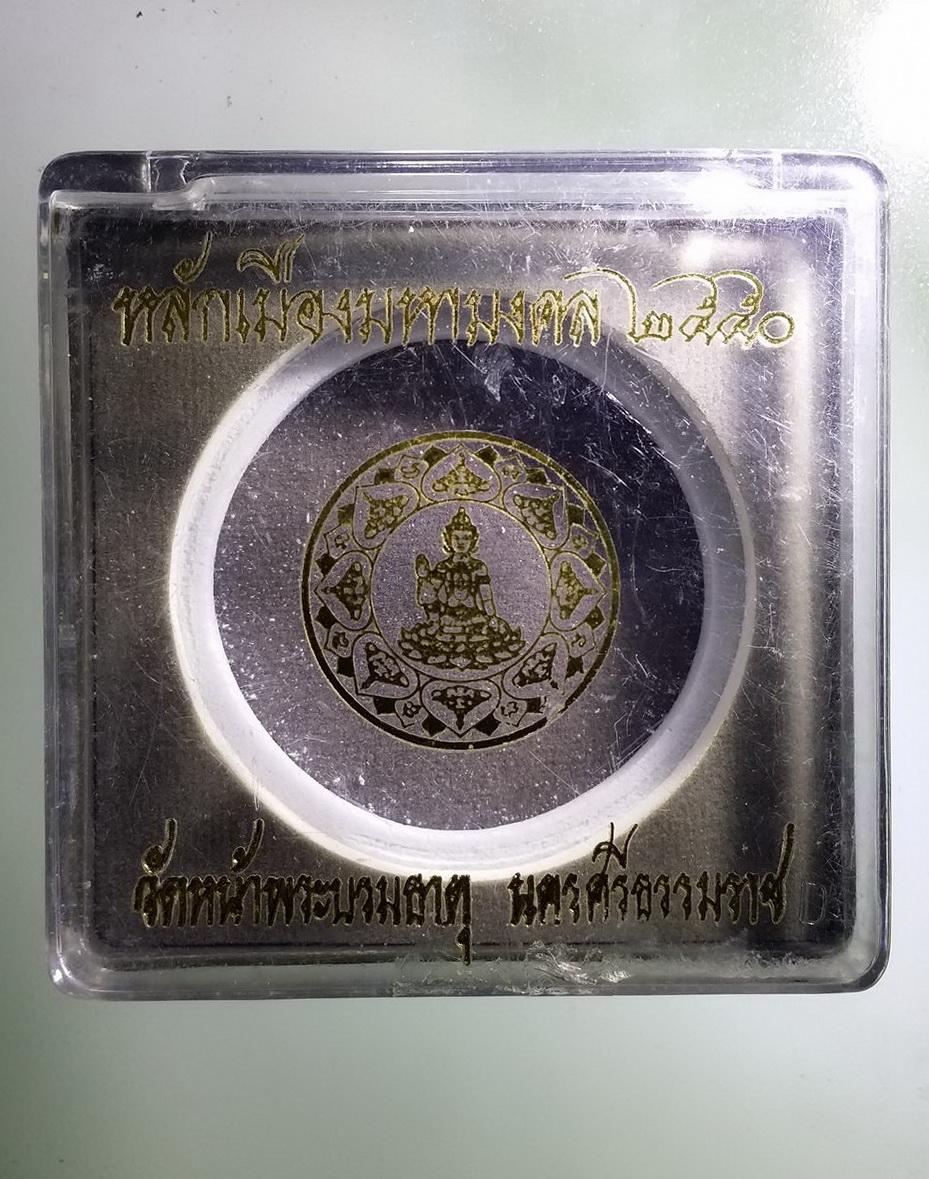 หลักเมืองมหามงคล ๒๕๕๐
วัดหน้าพระบรมธาตุ นครศรีธรรมราช